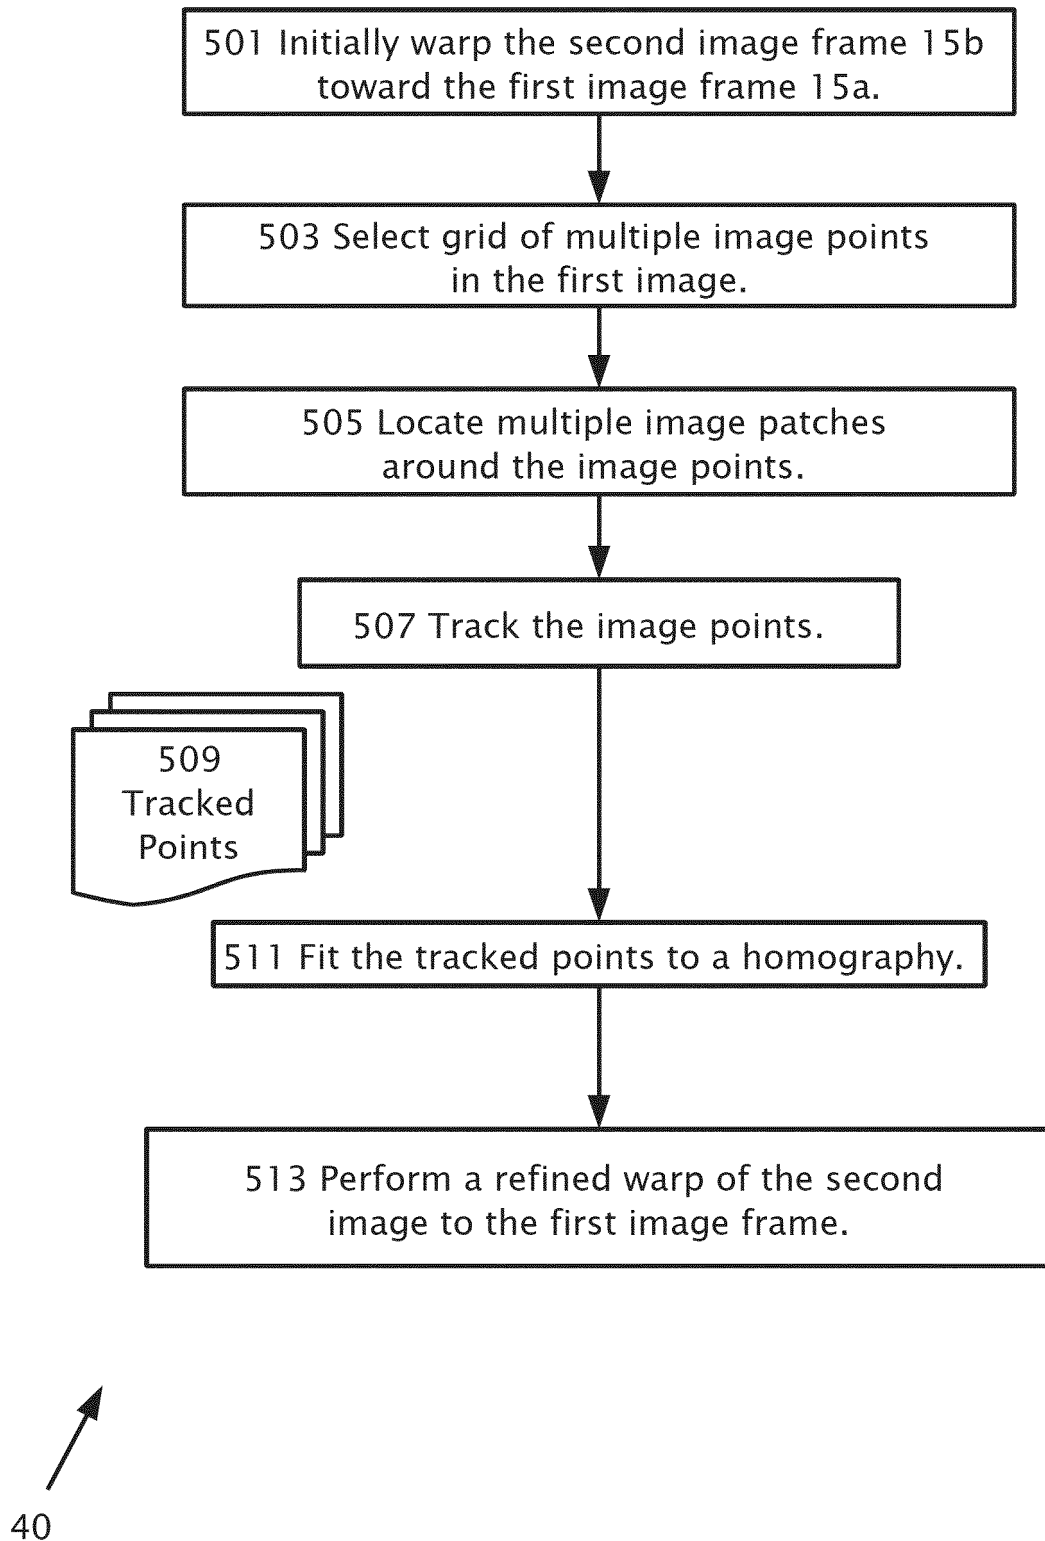 501 Initially warp the second image frame 15b
toward the first image frame 15a.
503 Select grid of multiple image points
in the first image.
505 Locate multiple image patches
around the image points.
507 Track the image points.
509
Tracked
Points
511 Fit the tracked points to a homography.
513 Perform a refined warp of the second
image to the first image frame.
40